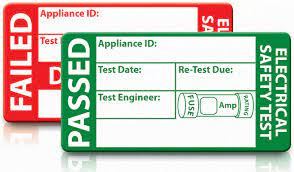 FAILED
Appliance ID:
Test
PASSED
Appliance ID:
Test Date: Re-Test Due:
Test Engineer:
FUSE Amp RATING
ELECTRICAL
SAFETY TEST